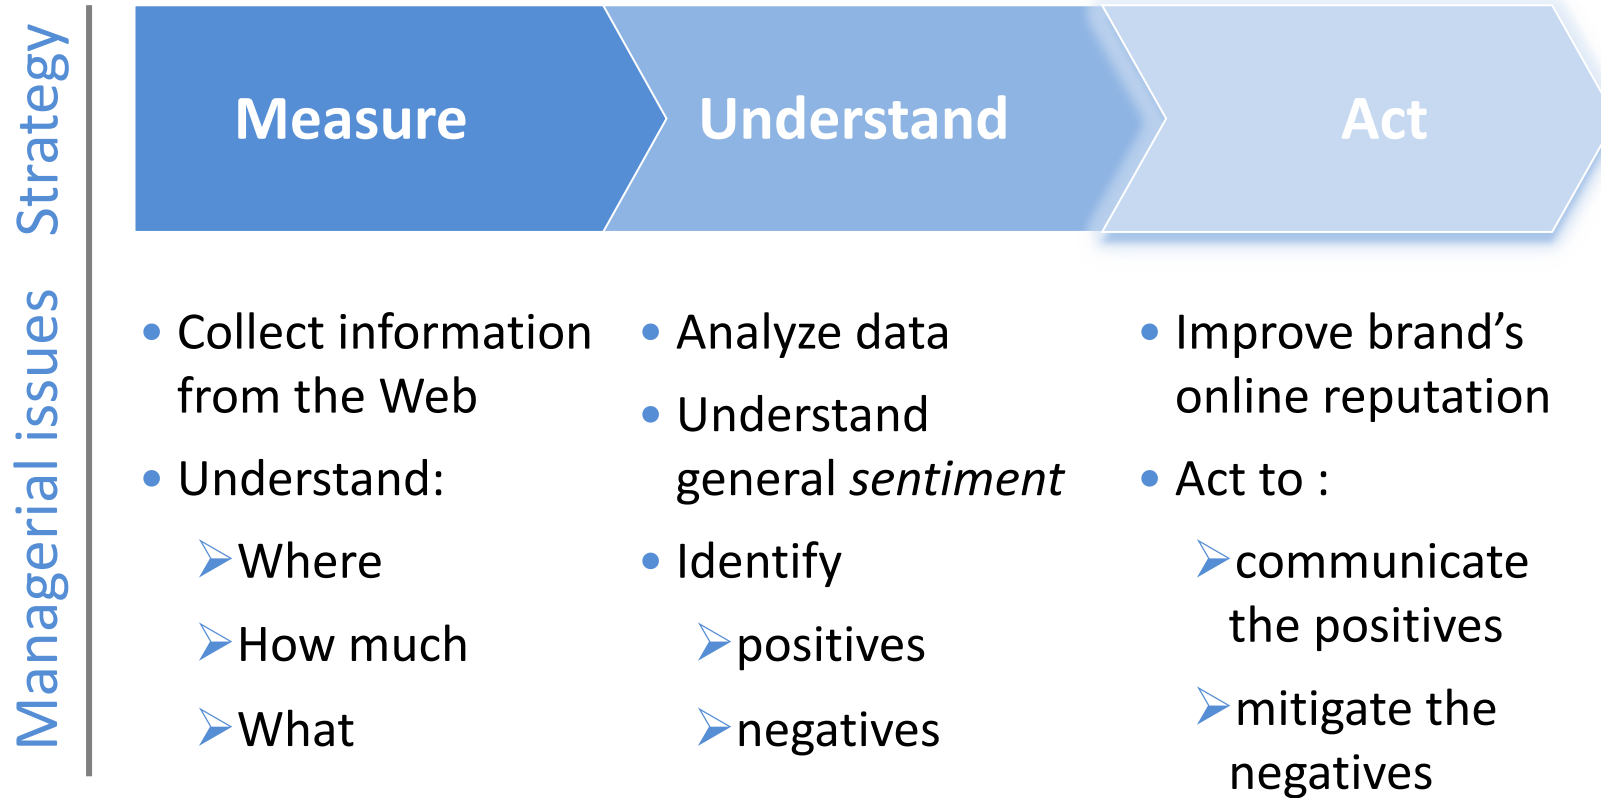 Strategy
Measure
Understand
Act
Managerial issues
• Collect information
from the Web
• Understand:
➢Where
➢How much
➢What
• Analyze data
• Understand
general sentiment
• Identify
➢positives
➢negatives
• Improve brand’s
online reputation
• Act to :
➢communicate
the positives
➢mitigate the
negatives